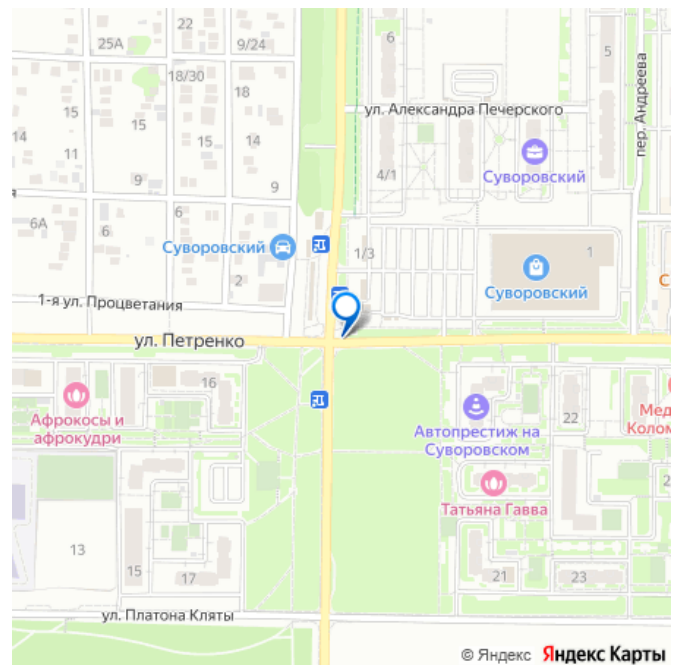 22
25А
9/24
6
5
18/30
18
ул. Александра Печерского
пер. Андреева
15
14
15
15
14
11
Суворовский
4/1
9
9
6А
6
6
Суворовский
1/3
1
2
Суворовский
С
1-я ул. Процветания
ул. Петренко
16
Афрокосы и
афрокудри
Автопрестиж на
Суворовском
22
Мед
Колом
Татьяна Гавва
2
13
15
17
21
23
ул. Платона Кляты
© Яндекс Яндекс Карты